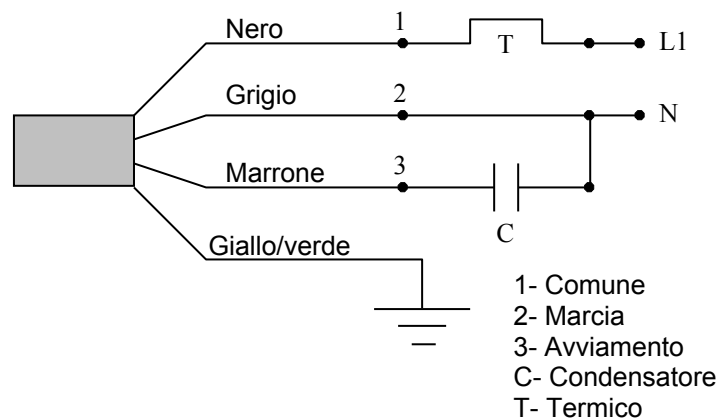 Nero
1
T
L1
Grigio
2
N
Marrone
3
C
Giallo/verde
1- Comune
2- Marcia
3- Avviamento
C- Condensatore
T- Termico